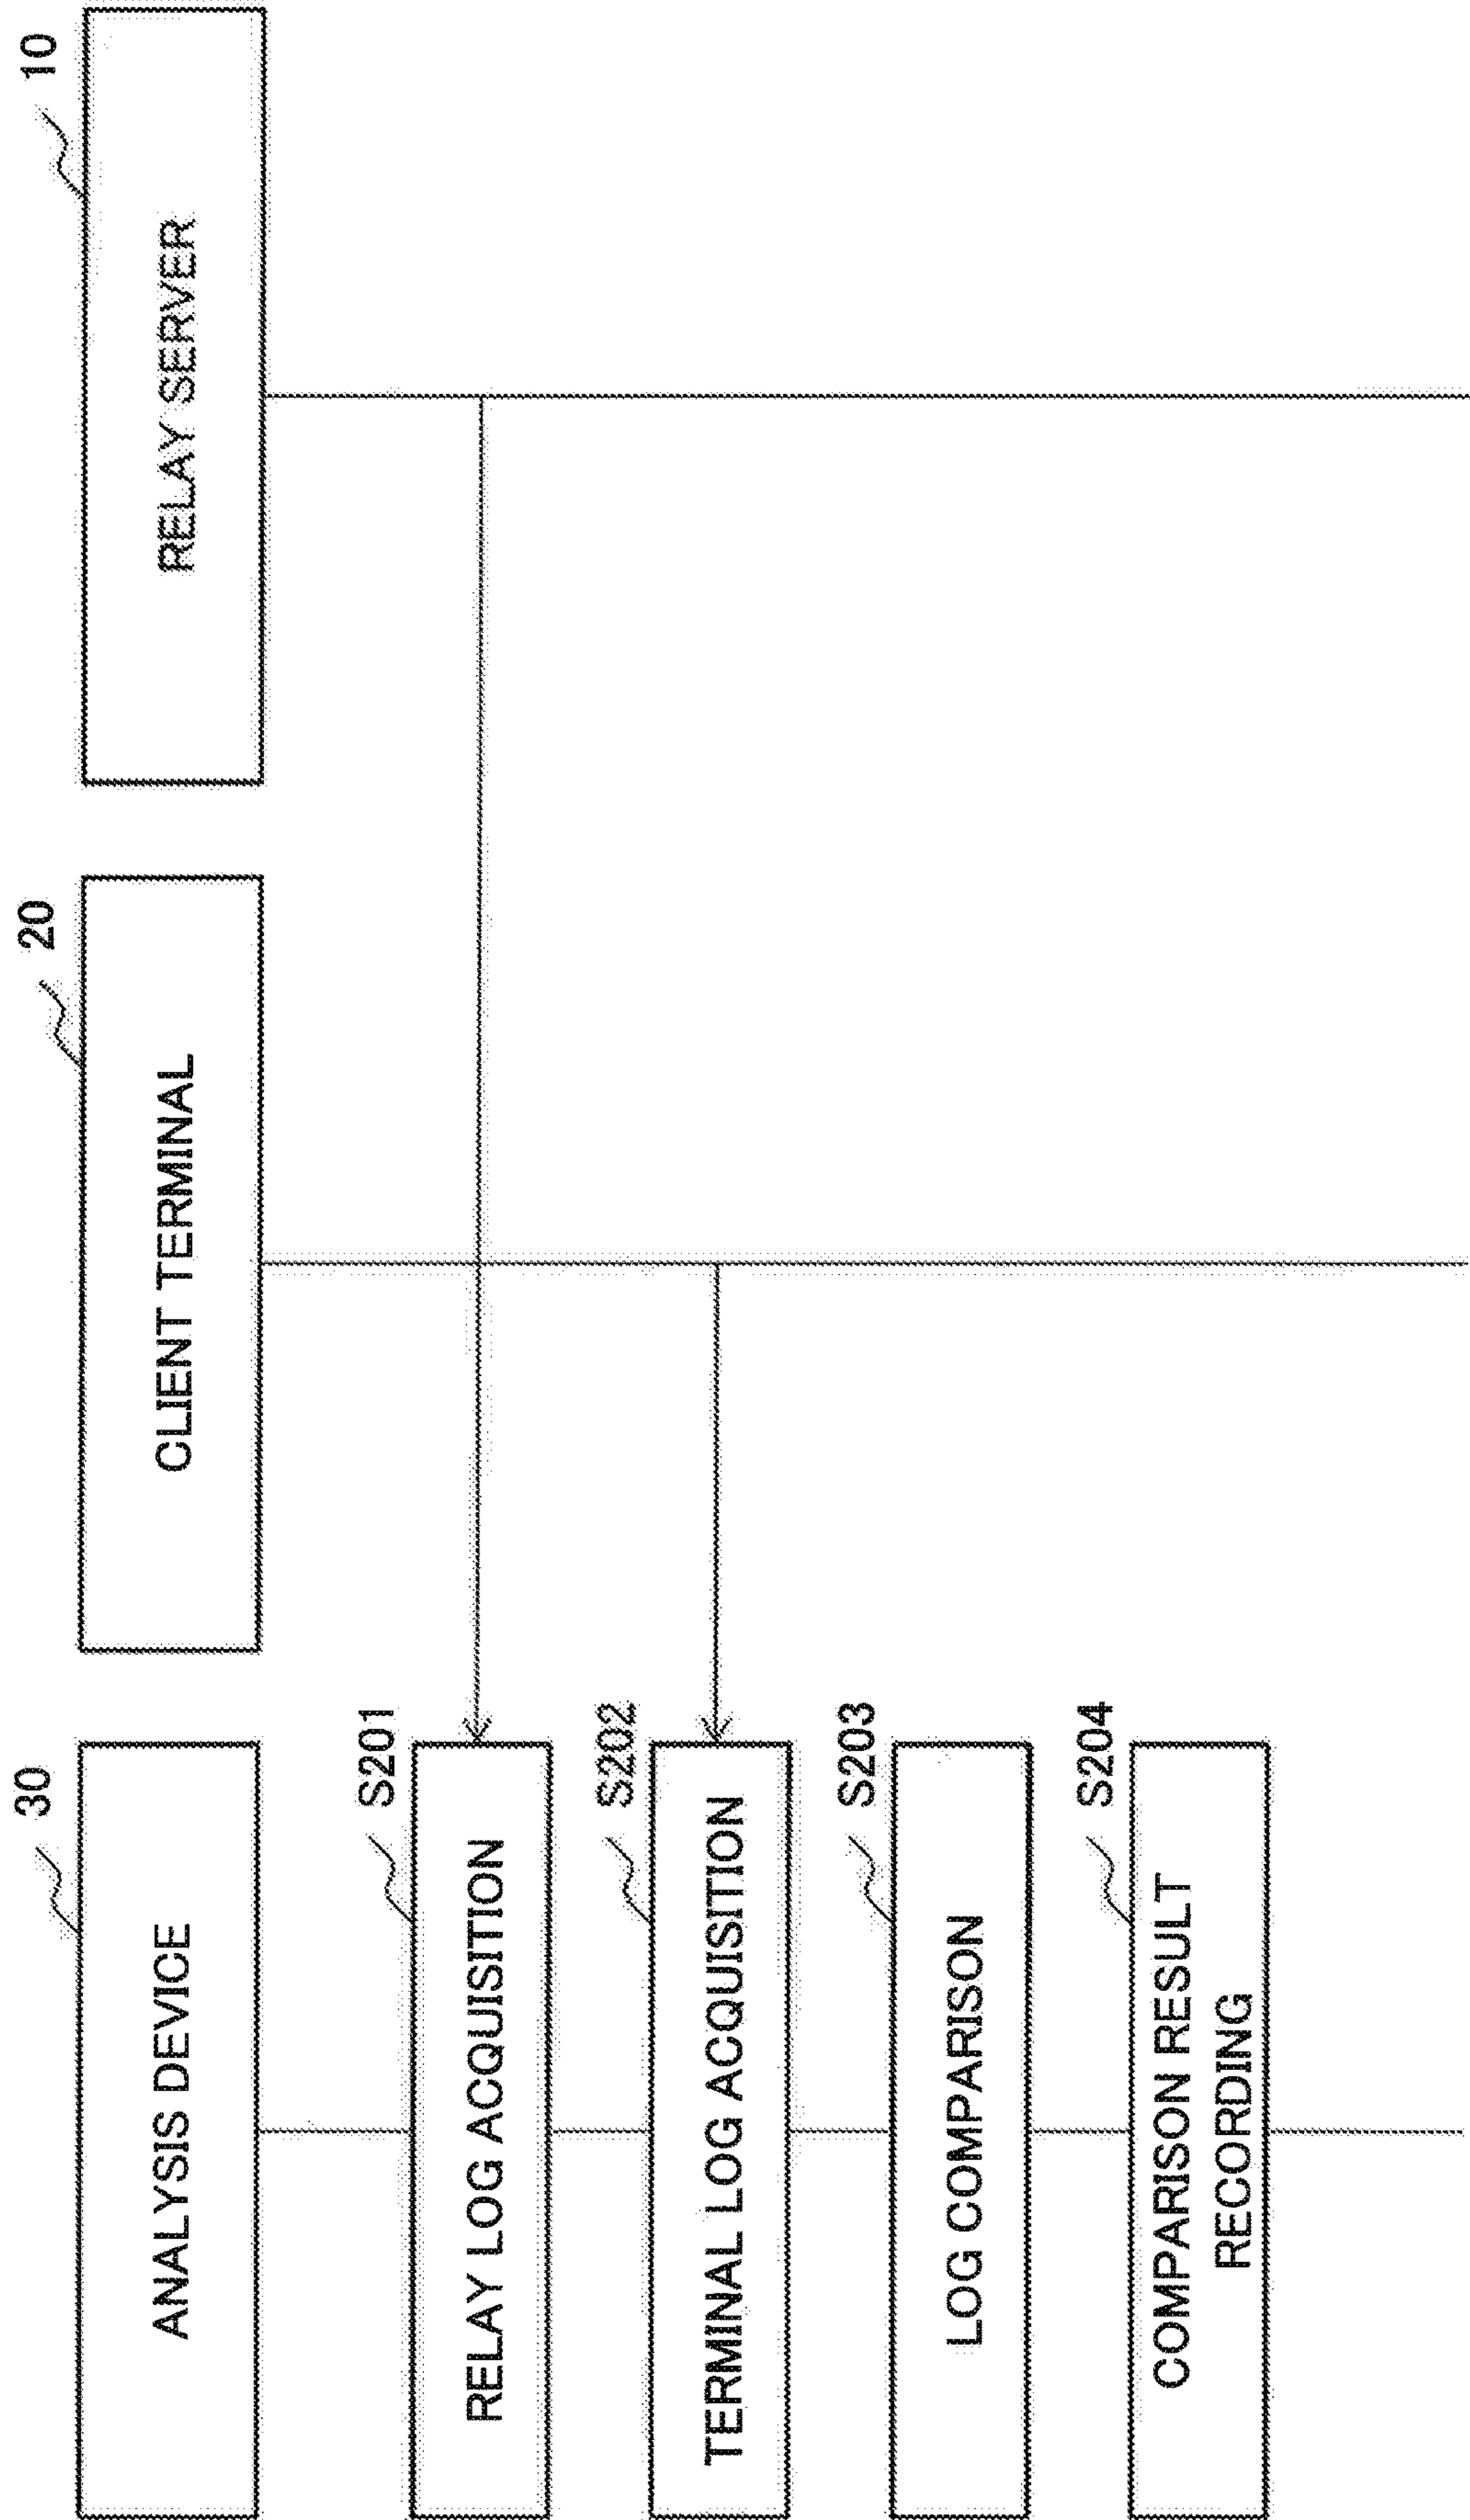 30
ANALYSIS DEVICE
20
CLIENT TERMINAL
10
RELAY SERVER
S201
RELAY LOG ACQUISITION
S202
TERMINAL LOG ACQUISITION
S203
LOG COMPARISON
S204
COMPARISON RESULT
RECORDING